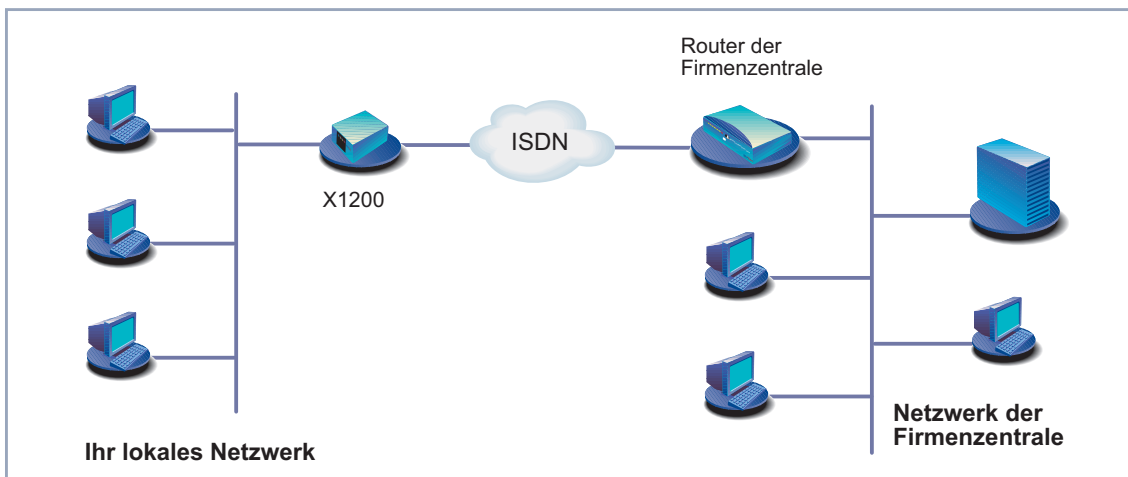 Router der
Firmenzentrale
ISDN
X1200
Netzwerk der
Firmenzentrale
Ihr lokales Netzwerk